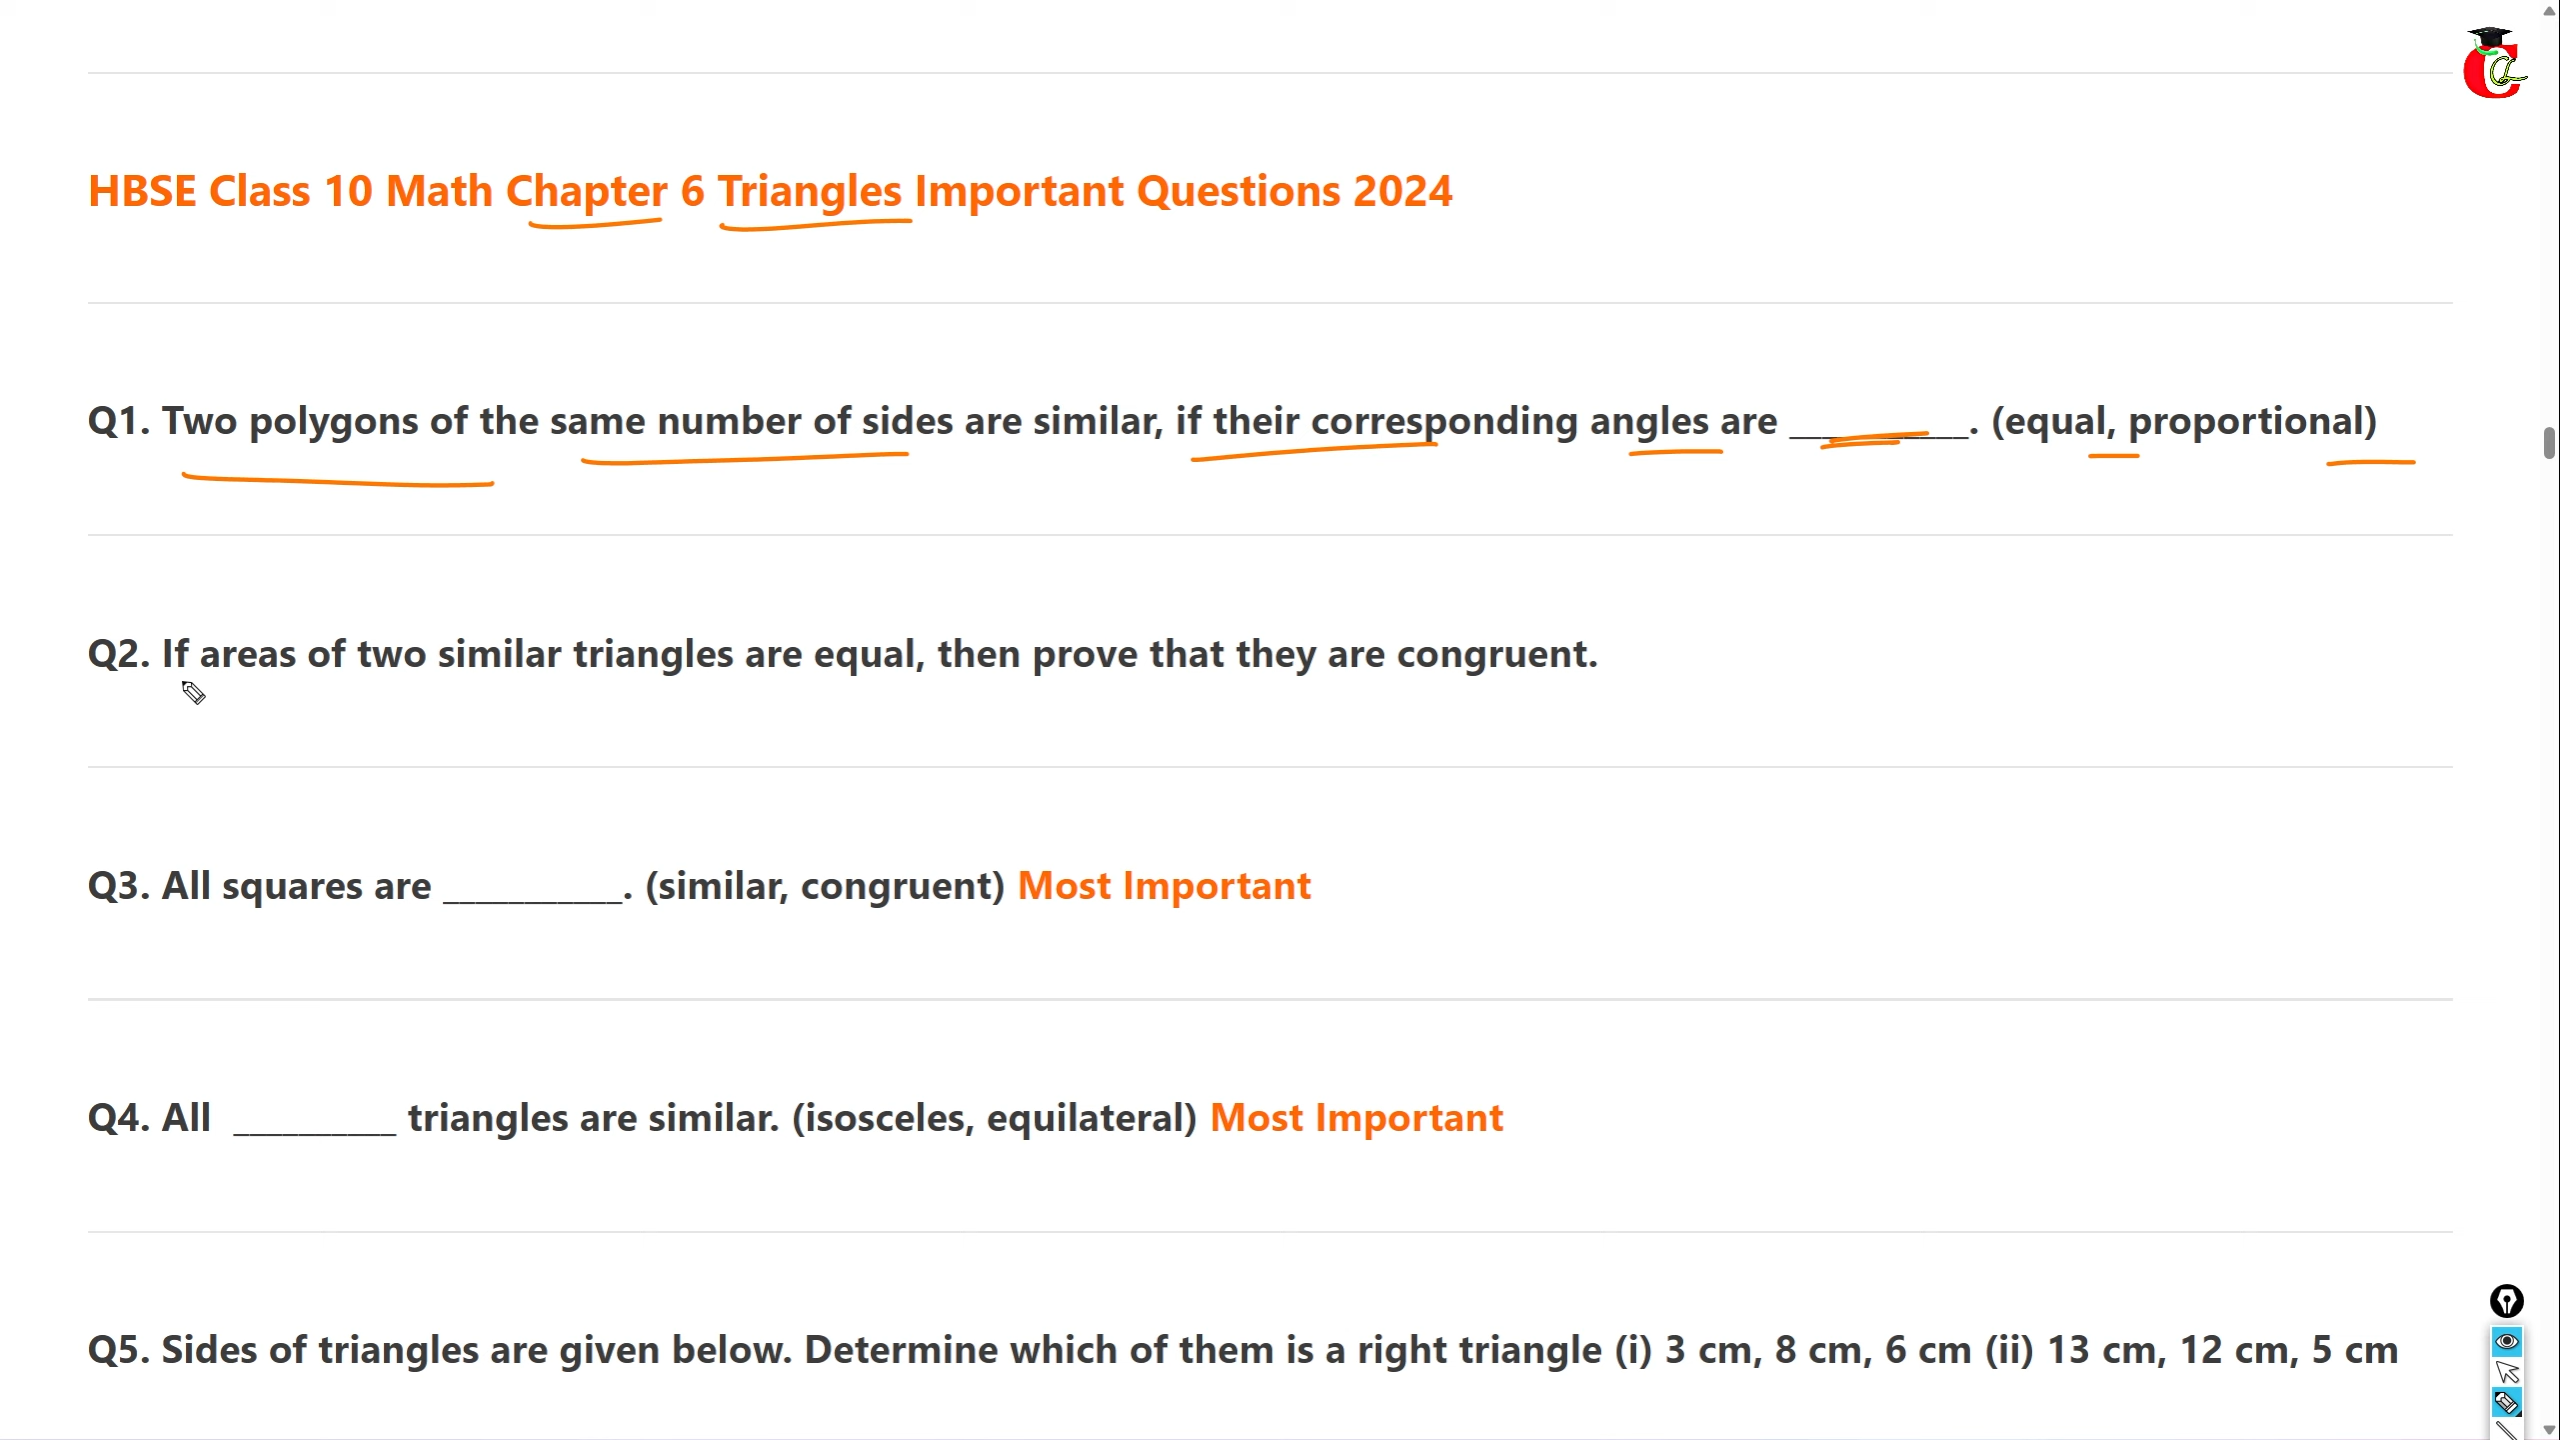 HBSE Class 10 Math Chapter 6 Triangles Important Questions 2024
Q1. Two polygons of the same number of sides are similar, if their corresponding angles are ___________. (equal, proportional)
Q2. If areas of two similar triangles are equal, then prove that they are congruent.
Q3. All squares are ___________. (similar, congruent) Most Important
Q4. All __________ triangles are similar. (isosceles, equilateral) Most Important
Q5. Sides of triangles are given below. Determine which of them is a right triangle (i) 3 cm, 8 cm, 6 cm (ii) 13 cm, 12 cm, 5 cm